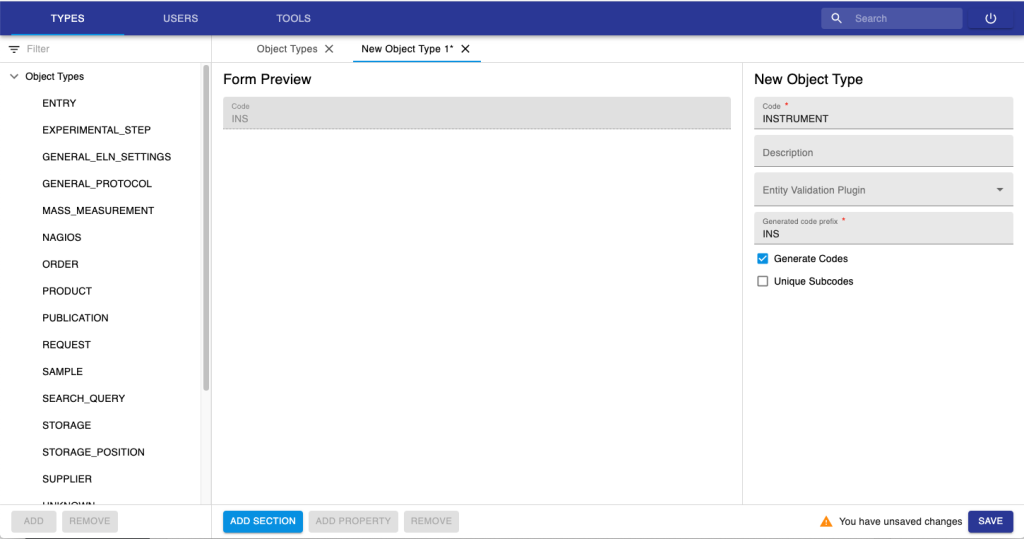 TYPES USERS TOOLS Search
Filter
Object Types New Object Type 1*
Object Types
ENTRY
EXPERIMENTAL_STEP
GENERAL_ELN_SETTINGS
GENERAL_PROTOCOL
MASS_MEASUREMENT
NAGIOS
ORDER
PRODUCT
PUBLICATION
REQUEST
SAMPLE
SEARCH_QUERY
STORAGE
STORAGE_POSITION
SUPPLIER
UNKNOWN
ADD REMOVE
Form Preview
Code
INS
ADD SECTION ADD PROPERTY REMOVE
New Object Type
Code *
INSTRUMENT
Description
Entity Validation Plugin
Generated code prefix *
INS
Generate Codes
Unique Subcodes
You have unsaved changes SAVE